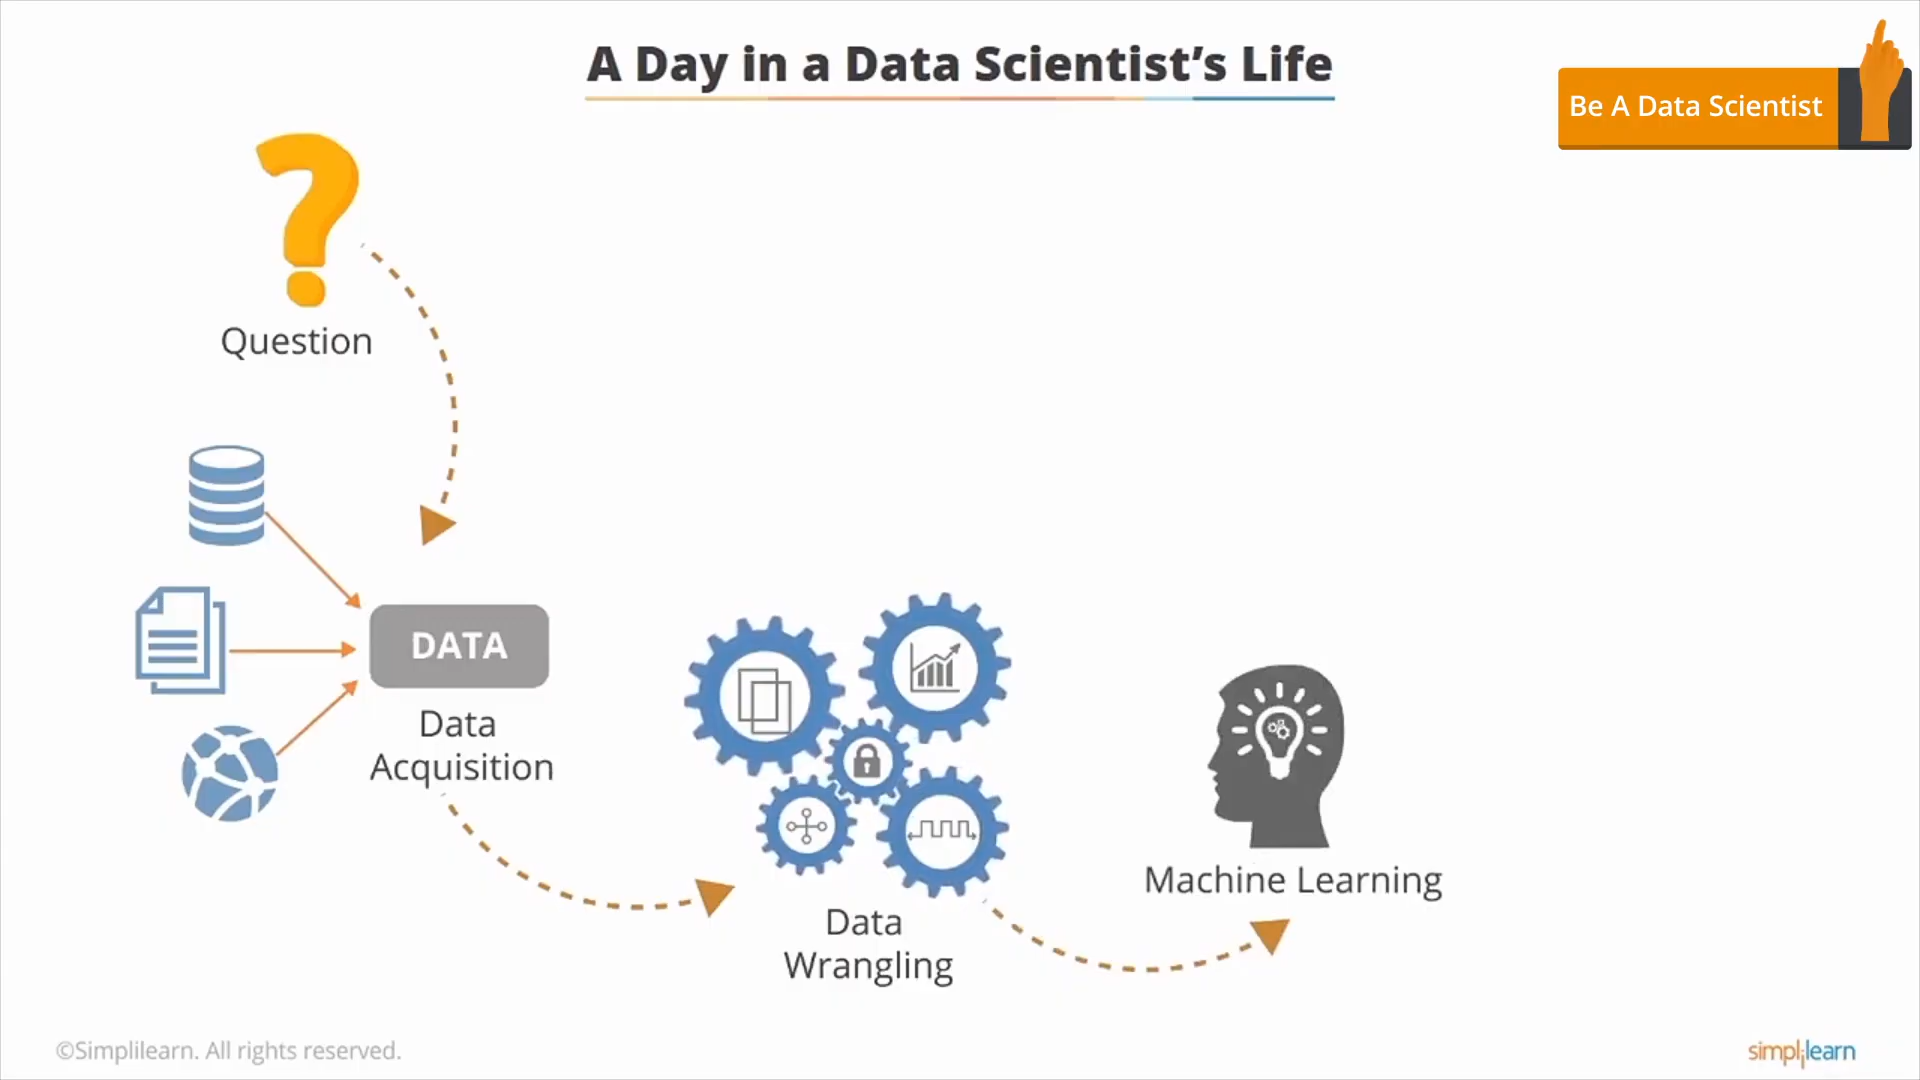 A Day in a Data Scientist’s Life
Be A Data Scientist
Question
DATA
Data
Acquisition
Data
Wrangling
Machine Learning
©Simplilearn. All rights reserved.
simplilearn